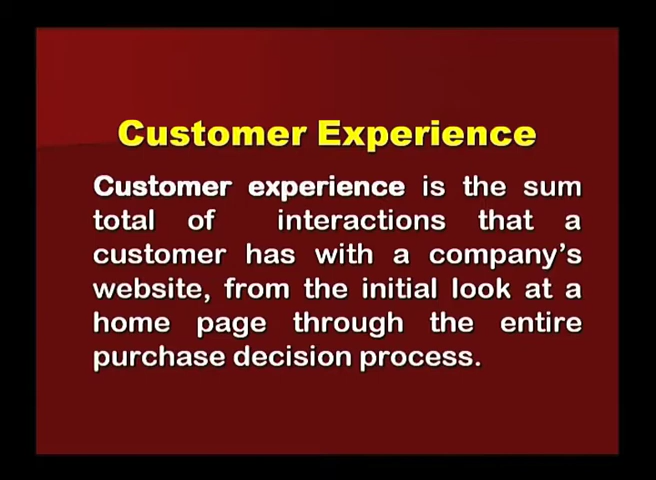 Customer Experience
Customer experience is the sum
total of interactions that a
customer has with a company's
website, from the initial look at a
home page through the entire
purchase decision process.